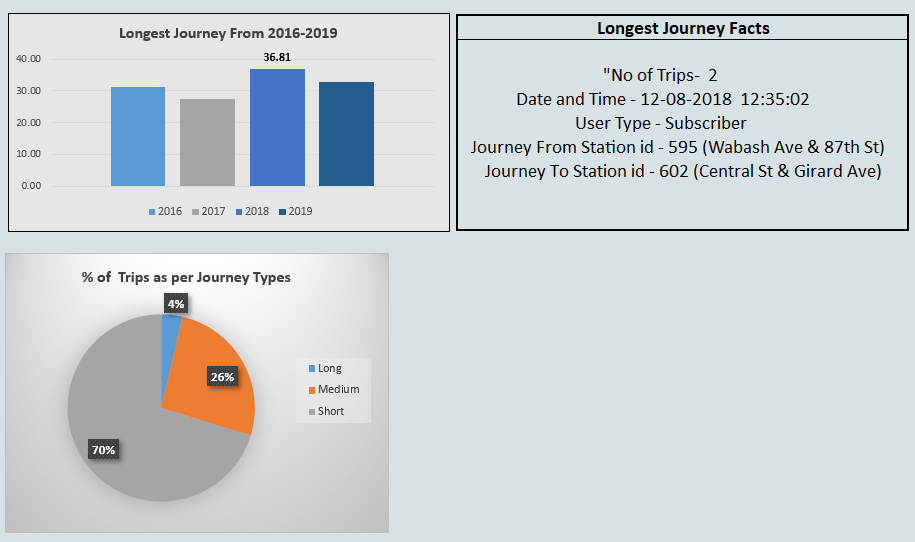 Longest Journey From 2016-2019
40.00
36.81
30.00
20.00
10.00
0.00
2016 2017 2018 2019
Longest Journey Facts
"No of Trips- 2
Date and Time - 12-08-2018 12:35:02
User Type - Subscriber
Journey From Station id - 595 (Wabash Ave & 87th St)
Journey To Station id - 602 (Central St & Girard Ave)
% of Trips as per Journey Types
4%
26%
70%
Long
Medium
Short